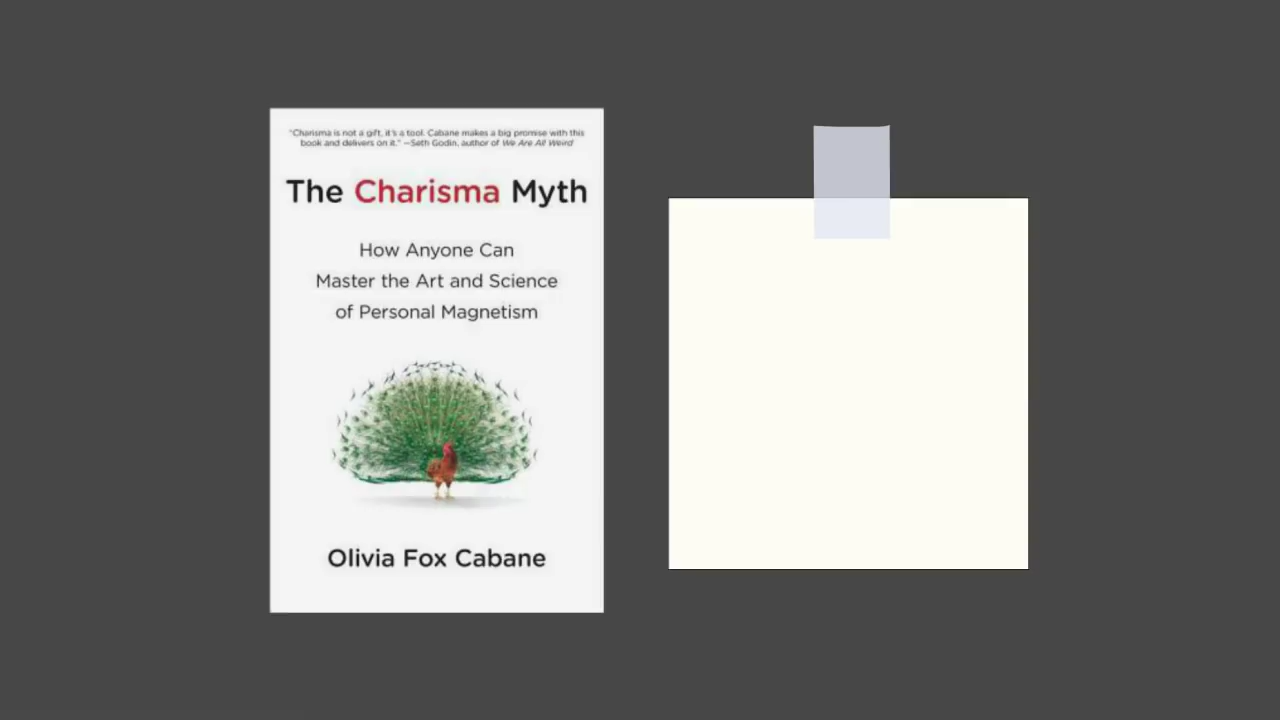 "Charisma is not a gift, it's a tool. Cabane makes a big promise with this
book and delivers on it." —Seth Godin, author of We Are All Weird
The Charisma Myth
How Anyone Can
Master the Art and Science
of Personal Magnetism
Olivia Fox Cabane